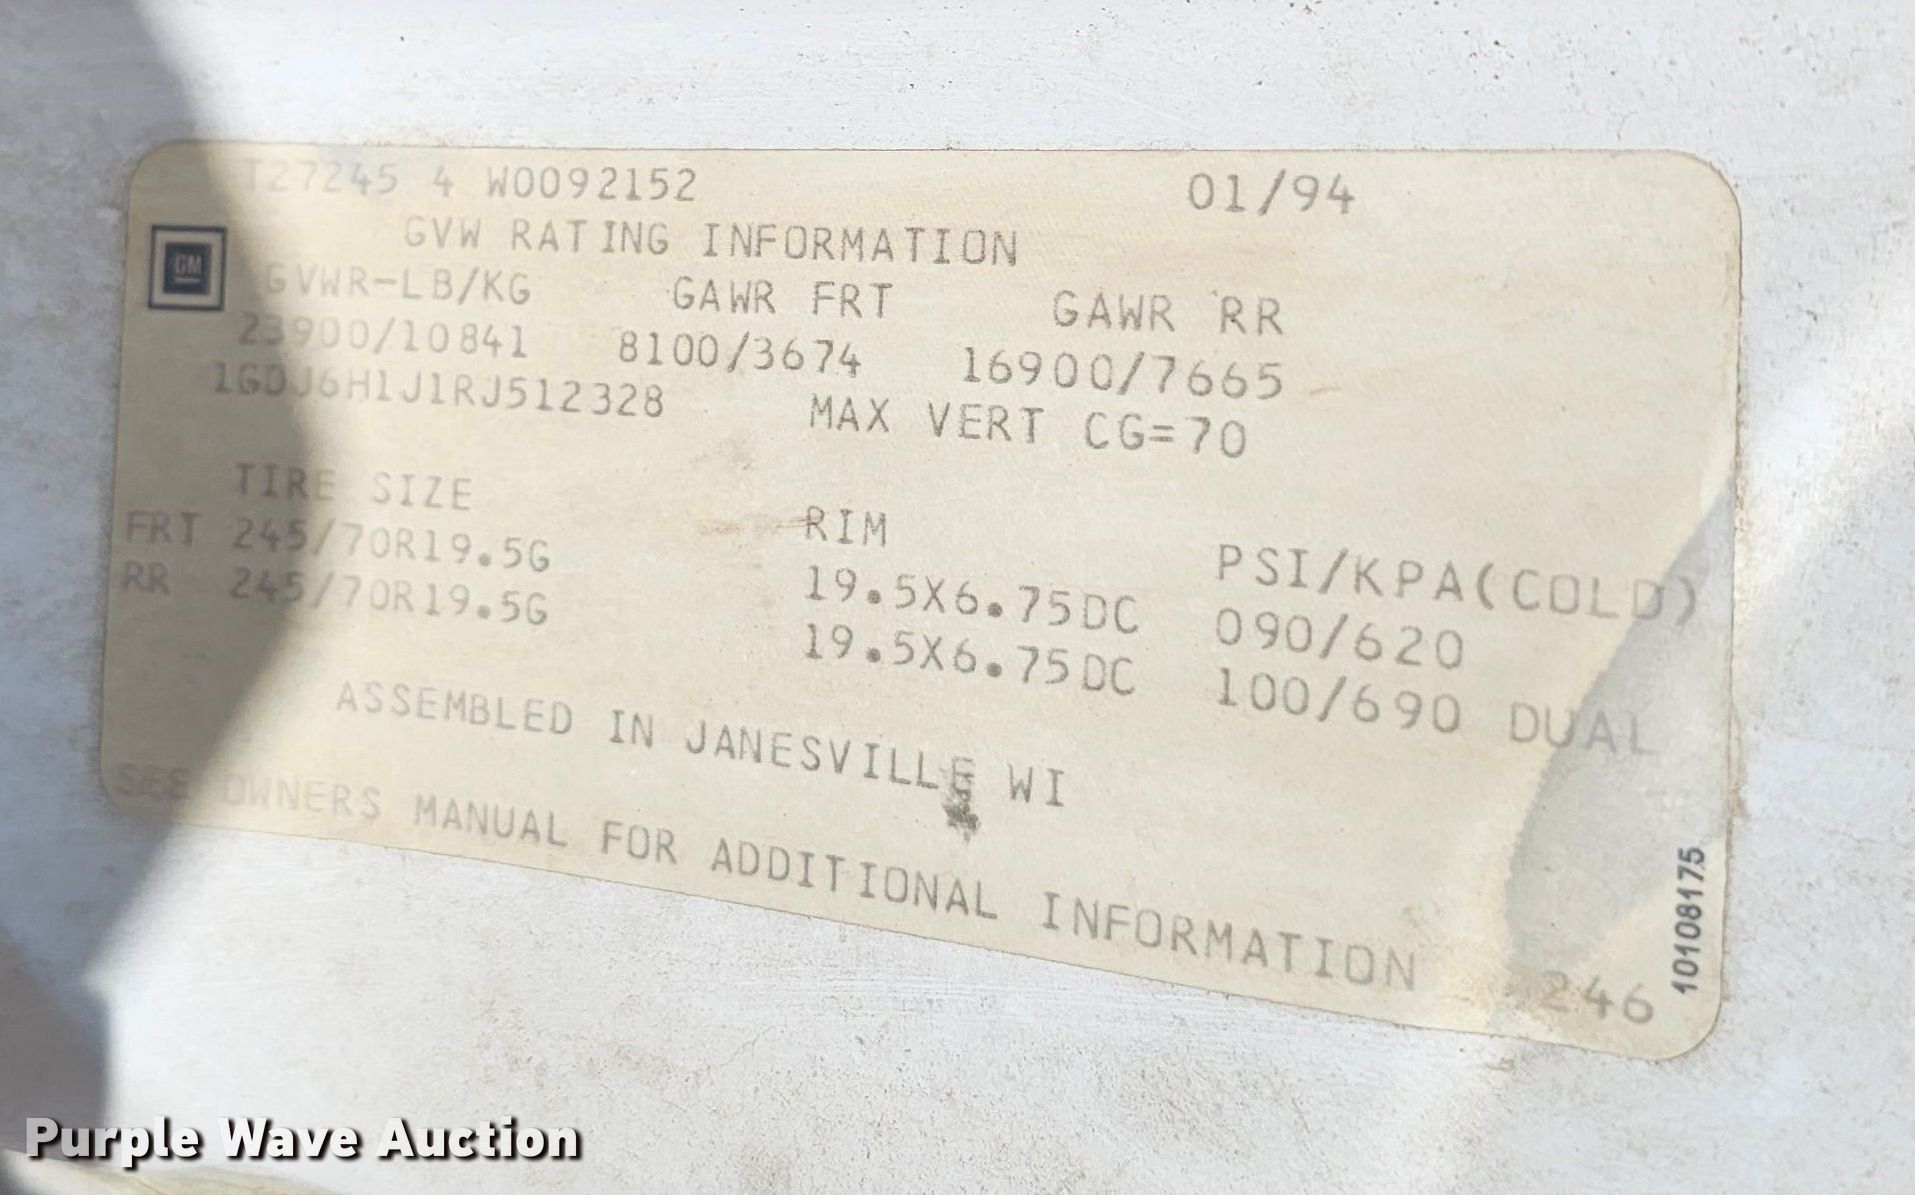 T27245 4 W0092152 01/94
GVW RATING INFORMATION
GM
GVWR-LB/KG GAWR FRT GAWR RR
23900/10841 8100/3674 16900/7665
1GDJ6H1J1RJ512328 MAX VERT CG=70
TIRE SIZE RIM PSI/KPA(COLD)
FRT 245/70R19.5G 19.5X6.75DC 090/620
RR 245/70R19.5G 19.5X6.75DC 100/690 DUAL
ASSEMBLED IN JANESVILLE WI
SEE OWNERS MANUAL FOR ADDITIONAL INFORMATION
246
10108175
Purple Wave Auction